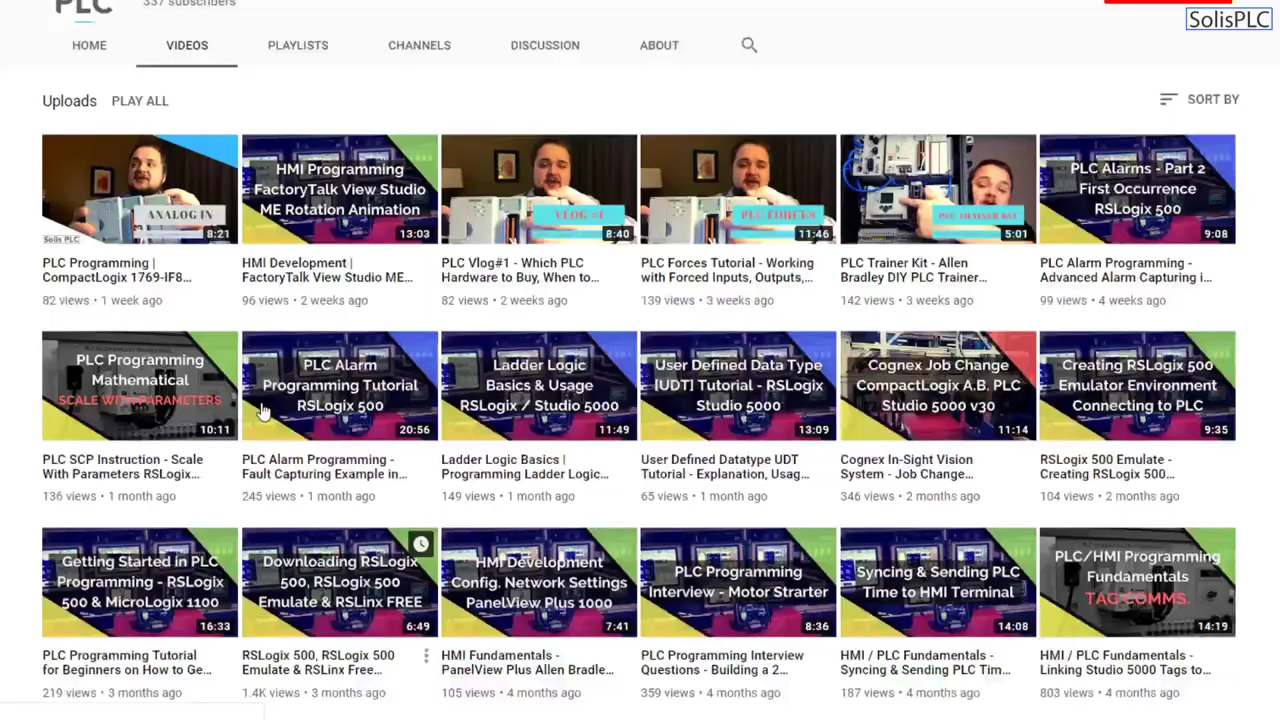 PLC
337 subscribers
SolisPLC
HOME
VIDEOS
PLAYLISTS
CHANNELS
DISCUSSION
ABOUT
Uploads
PLAY ALL
SORT BY
ANALOG IN
Solis PLC
8:21
HMI Programming
FactoryTalk View Studio
ME Rotation Animation
13:03
VLOG #1
8:40
PLC FORCES
11:46
PLC TRAINER KIT
5:01
PLC Alarms - Part 2
First Occurrence
RSLogix 500
9:08
PLC Programming |
CompactLogix 1769-IF8...
82 views • 1 week ago
HMI Development |
FactoryTalk View Studio ME...
96 views • 2 weeks ago
PLC Vlog#1 - Which PLC
Hardware to Buy, When to...
82 views • 2 weeks ago
PLC Forces Tutorial - Working
with Forced Inputs, Outputs,...
139 views • 3 weeks ago
PLC Trainer Kit - Allen
Bradley DIY PLC Trainer...
142 views • 3 weeks ago
PLC Alarm Programming -
Advanced Alarm Capturing i...
99 views • 4 weeks ago
PLC Programming
Mathematical
SCALE WITH PARAMETERS
10:11
PLC Alarm
Programming Tutorial
RSLogix 500
20:56
Ladder Logic
Basics & Usage
RSLogix / Studio 5000
11:49
User Defined Data Type
[UDT] Tutorial - RSLogix
Studio 5000
13:09
Cognex Job Change
CompactLogix A.B. PLC
Studio 5000 v30
11:14
Creating RSLogix 500
Emulator Environment
Connecting to PLC
9:35
PLC SCP Instruction - Scale
With Parameters RSLogix...
136 views • 1 month ago
PLC Alarm Programming -
Fault Capturing Example in...
245 views • 1 month ago
Ladder Logic Basics |
Programming Ladder Logic...
149 views • 1 month ago
User Defined Datatype UDT
Tutorial - Explanation, Usag...
65 views • 1 month ago
Cognex In-Sight Vision
System - Job Change...
346 views • 2 months ago
RSLogix 500 Emulate -
Creating RSLogix 500...
104 views • 2 months ago
Getting Started in PLC
Programming - RSLogix
500 & MicroLogix 1100
16:33
Downloading RSLogix
500, RSLogix 500
Emulate & RSLinx FREE
6:49
HMI Development
Config. Network Settings
PanelView Plus 1000
7:41
PLC Programming
Interview - Motor Strarter
8:36
Syncing & Sending PLC
Time to HMI Terminal
14:08
PLC/HMI Programming
Fundamentals
TAG COMMS.
14:19
PLC Programming Tutorial
for Beginners on How to Ge...
219 views • 3 months ago
RSLogix 500, RSLogix 500
Emulate & RSLinx Free...
1.4K views • 3 months ago
HMI Fundamentals -
PanelView Plus Allen Bradle...
105 views • 4 months ago
PLC Programming Interview
Questions - Building a 2...
359 views • 4 months ago
HMI / PLC Fundamentals -
Syncing & Sending PLC Tim...
187 views • 4 months ago
HMI / PLC Fundamentals -
Linking Studio 5000 Tags to...
803 views • 4 months ago